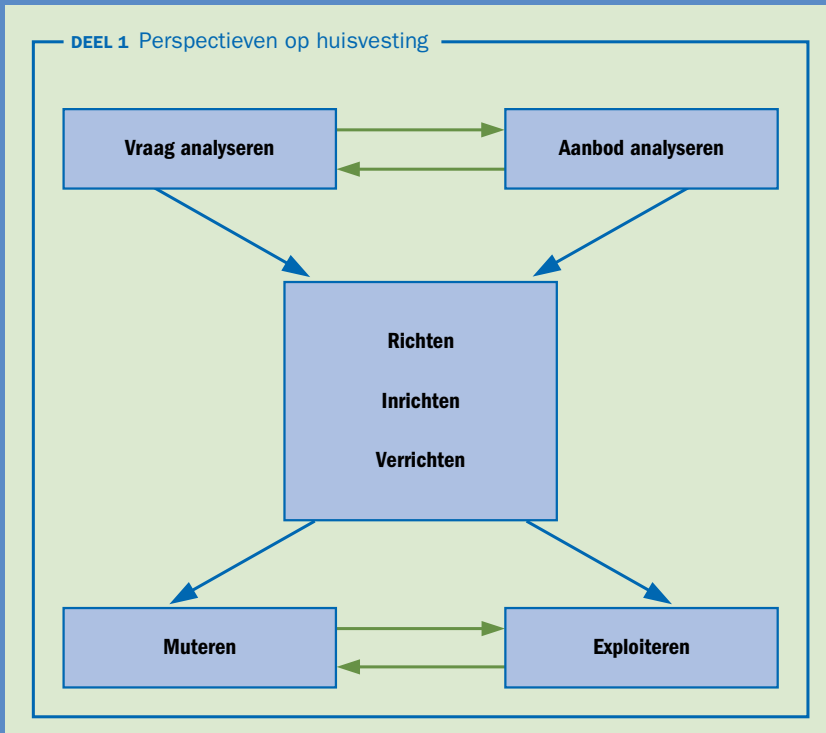 DEEL 1 Perspectieven op huisvesting
Vraag analyseren
Aanbod analyseren
Richten
Inrichten
Verrichten
Muteren
Exploiteren